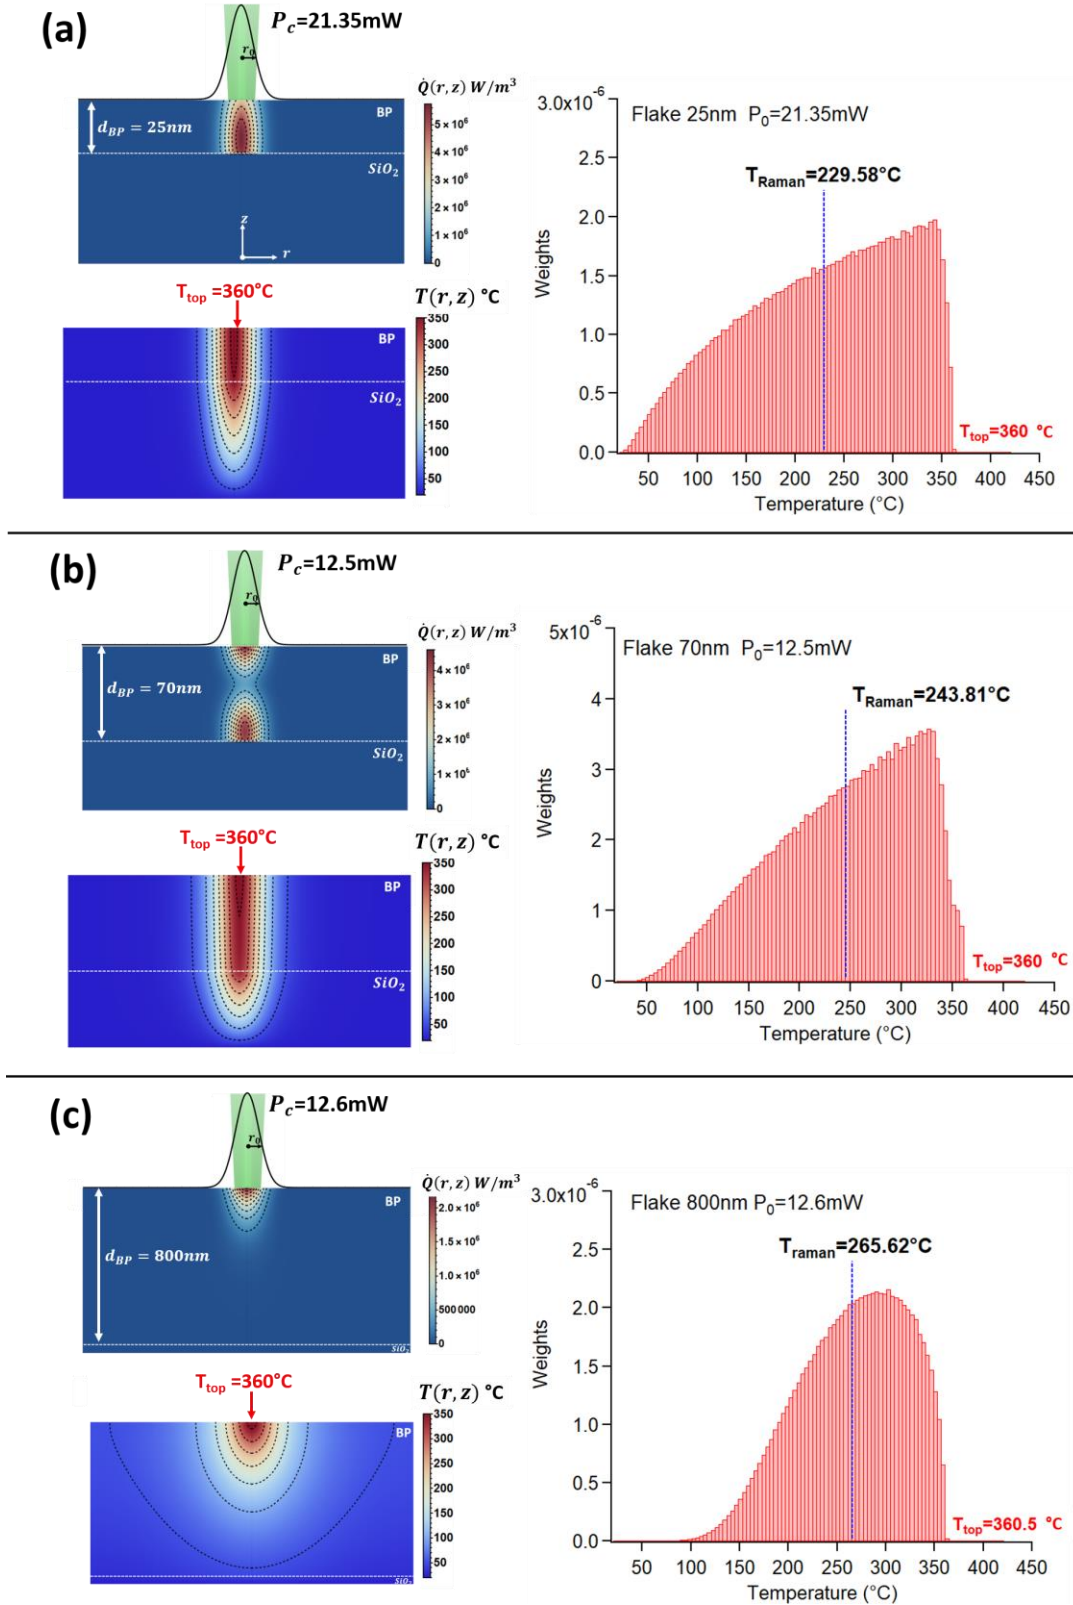 (a)
P_c=21.35mW
r_0
Q̇(r, z) W/m³
BP
d_BP = 25nm
SiO₂
5 × 10⁶
4 × 10⁶
3 × 10⁶
2 × 10⁶
1 × 10⁶
0
z
r
T_top =360°C
T(r, z) °C
BP
SiO₂
350
300
250
200
150
100
50
3.0x10⁻⁶
Flake 25nm P₀=21.35mW
T_Raman=229.58°C
2.5
2.0
1.5
1.0
0.5
0.0
Weights
T_top=360 °C
50 100 150 200 250 300 350 400 450
Temperature (°C)
(b)
P_c=12.5mW
r_0
Q̇(r, z) W/m³
BP
d_BP = 70nm
SiO₂
4 × 10⁶
3 × 10⁶
2 × 10⁶
1 × 10⁶
0
T_top =360°C
T(r, z) °C
BP
SiO₂
350
300
250
200
150
100
50
5x10⁻⁶
Flake 70nm P₀=12.5mW
T_Raman=243.81°C
4
3
2
1
0
Weights
T_top=360 °C
50 100 150 200 250 300 350 400 450
Temperature (°C)
(c)
P_c=12.6mW
r_0
Q̇(r, z) W/m³
BP
d_BP = 800nm
SiO₂
2.0 × 10⁶
1.5 × 10⁶
1.0 × 10⁶
500 000
0
T_top =360°C
T(r, z) °C
BP
SiO₂
350
300
250
200
150
100
50
3.0x10⁻⁶
Flake 800nm P₀=12.6mW
T_raman=265.62°C
2.5
2.0
1.5
1.0
0.5
0.0
Weights
T_top=360.5 °C
50 100 150 200 250 300 350 400 450
Temperature (°C)